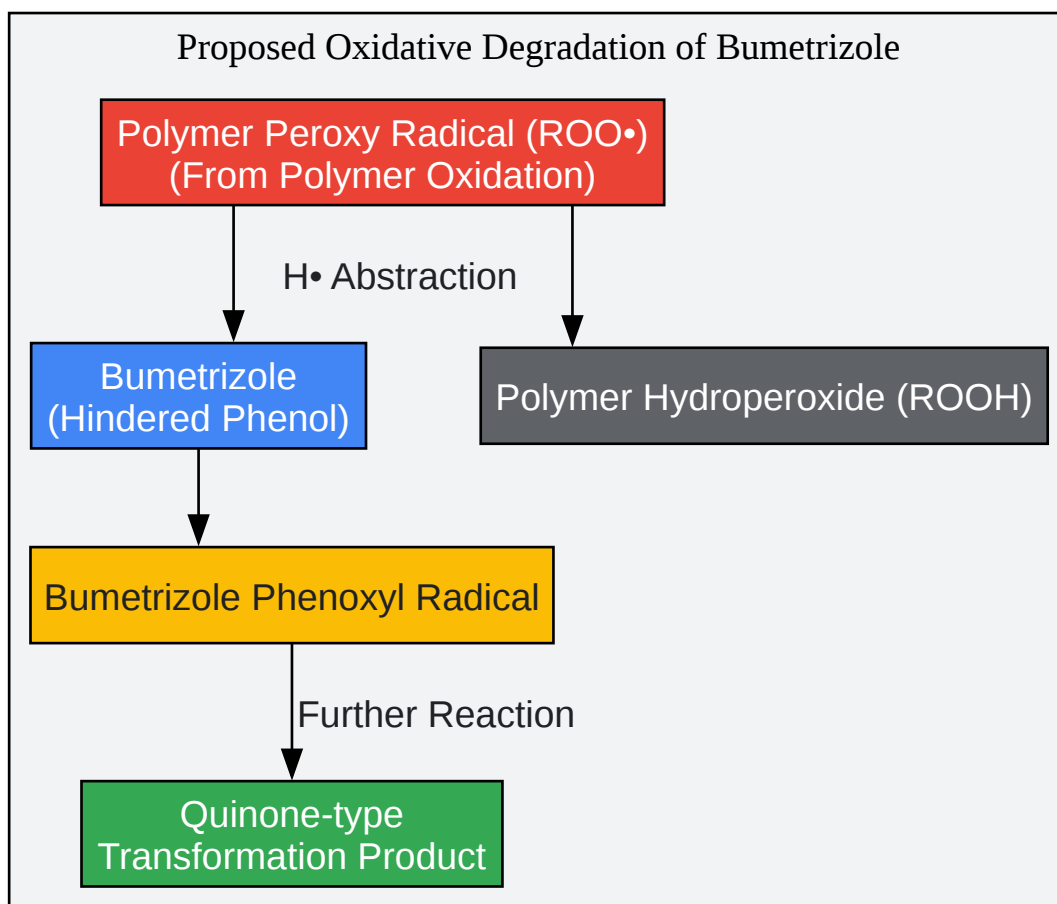 Proposed Oxidative Degradation of Bumetrizole
Polymer Peroxy Radical (ROO•)
(From Polymer Oxidation)
H• Abstraction
Bumetrizole
(Hindered Phenol)
Polymer Hydroperoxide (ROOH)
Bumetrizole Phenoxyl Radical
Further Reaction
Quinone-type
Transformation Product